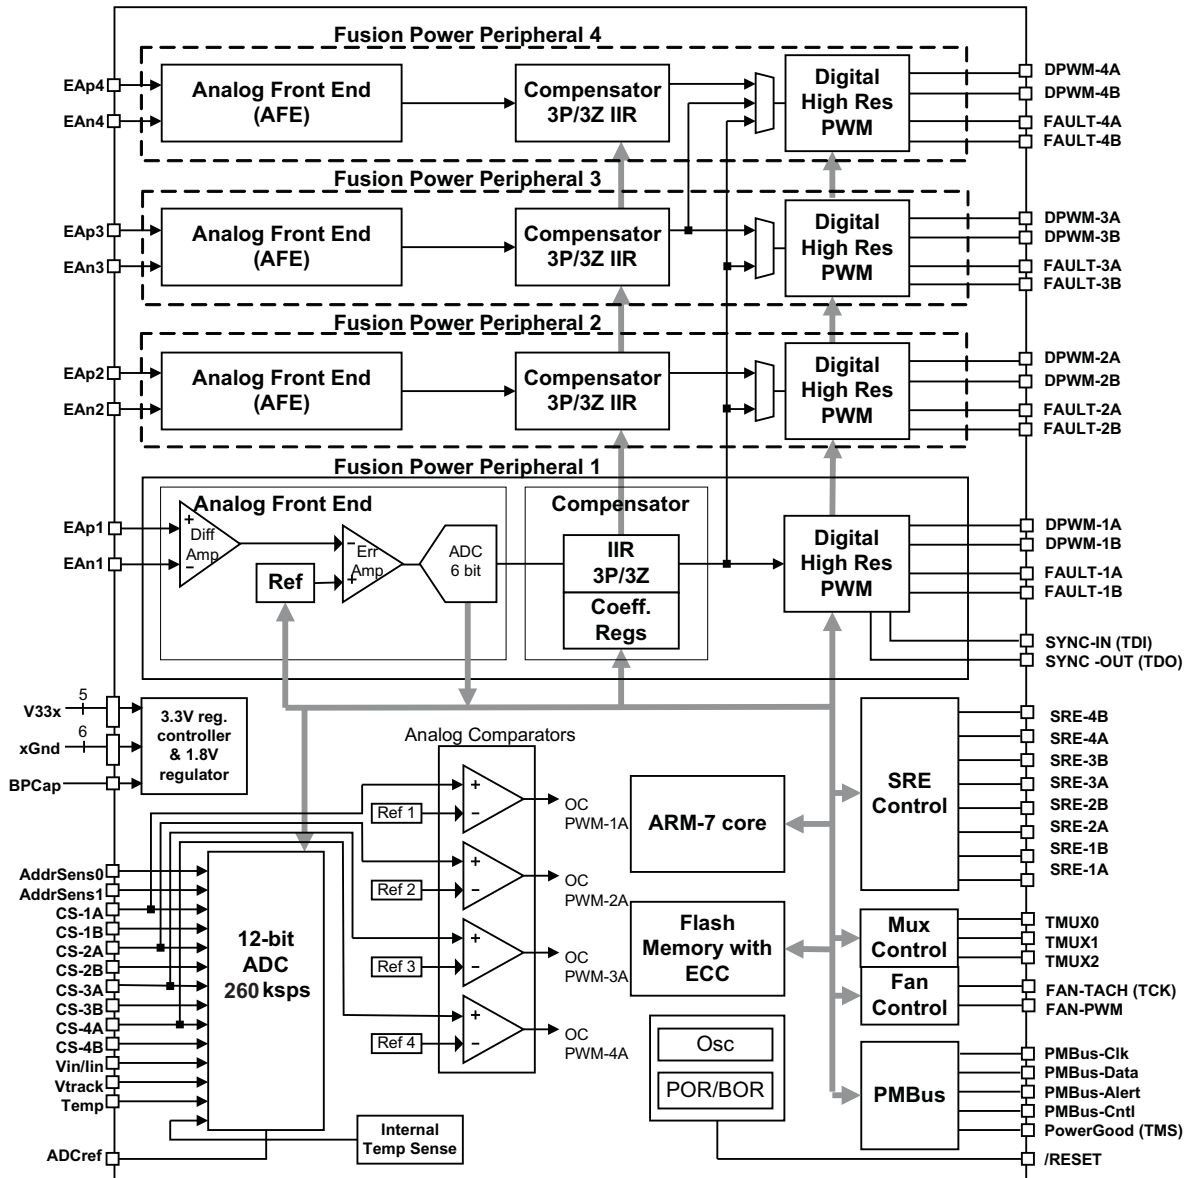 Fusion Power Peripheral 4
EAp4
EAn4
Analog Front End
(AFE)
Compensator
3P/3Z IIR
Digital
High Res
PWM
DPWM-4A
DPWM-4B
FAULT-4A
FAULT-4B
Fusion Power Peripheral 3
EAp3
EAn3
Analog Front End
(AFE)
Compensator
3P/3Z IIR
Digital
High Res
PWM
DPWM-3A
DPWM-3B
FAULT-3A
FAULT-3B
Fusion Power Peripheral 2
EAp2
EAn2
Analog Front End
(AFE)
Compensator
3P/3Z IIR
Digital
High Res
PWM
DPWM-2A
DPWM-2B
FAULT-2A
FAULT-2B
Fusion Power Peripheral 1
EAp1
EAn1
Analog Front End
+
Diff
Amp
−
Ref
−
Err
Amp
+
ADC
6 bit
Compensator
IIR
3P/3Z
Coeff.
Regs
Digital
High Res
PWM
DPWM-1A
DPWM-1B
FAULT-1A
FAULT-1B
SYNC-IN (TDI)
SYNC -OUT (TDO)
V33x
5
xGnd
6
BPCap
3.3V reg.
controller
& 1.8V
regulator
Analog Comparators
Ref 1
+
−
OC
PWM-1A
Ref 2
+
−
OC
PWM-2A
Ref 3
+
−
OC
PWM-3A
Ref 4
+
−
OC
PWM-4A
ARM-7 core
Flash
Memory with
ECC
Osc
POR/BOR
SRE
Control
SRE-4B
SRE-4A
SRE-3B
SRE-3A
SRE-2B
SRE-2A
SRE-1B
SRE-1A
Mux
Control
TMUX0
TMUX1
TMUX2
Fan
Control
FAN-TACH (TCK)
FAN-PWM
PMBus
PMBus-Clk
PMBus-Data
PMBus-Alert
PMBus-Cntl
PowerGood (TMS)
/RESET
AddrSens0
AddrSens1
CS-1A
CS-1B
CS-2A
CS-2B
CS-3A
CS-3B
CS-4A
CS-4B
Vin/Iin
Vtrack
Temp
ADCref
12-bit
ADC
260 ksps
Internal
Temp Sense